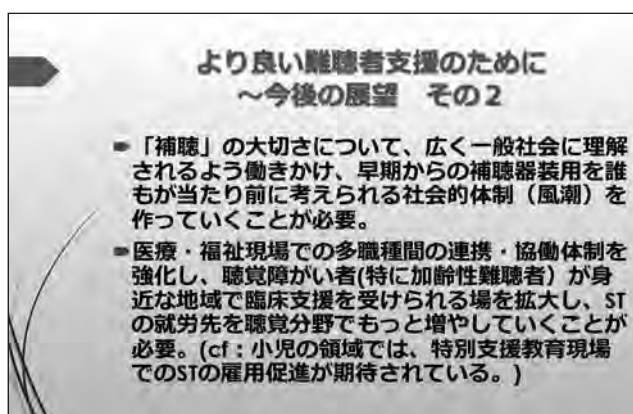 より良い難聴者支援のために
～今後の展望　その2
「補聴」の大切さについて、広く一般社会に理解
されるよう働きかけ、早期からの補聴器装用を誰
もが当たり前に考えられる社会的体制（風潮）を
作っていくことが必要。
医療・福祉現場での多職種間の連携・協働体制を
強化し、聴覚障がい者(特に加齢性難聴者）が身
近な地域で臨床支援を受けられる場を拡大し、ST
の就労先を聴覚分野でもっと増やしていくことが
必要。(cf：小児の領域では、特別支援教育現場
でのSTの雇用促進が期待されている。)